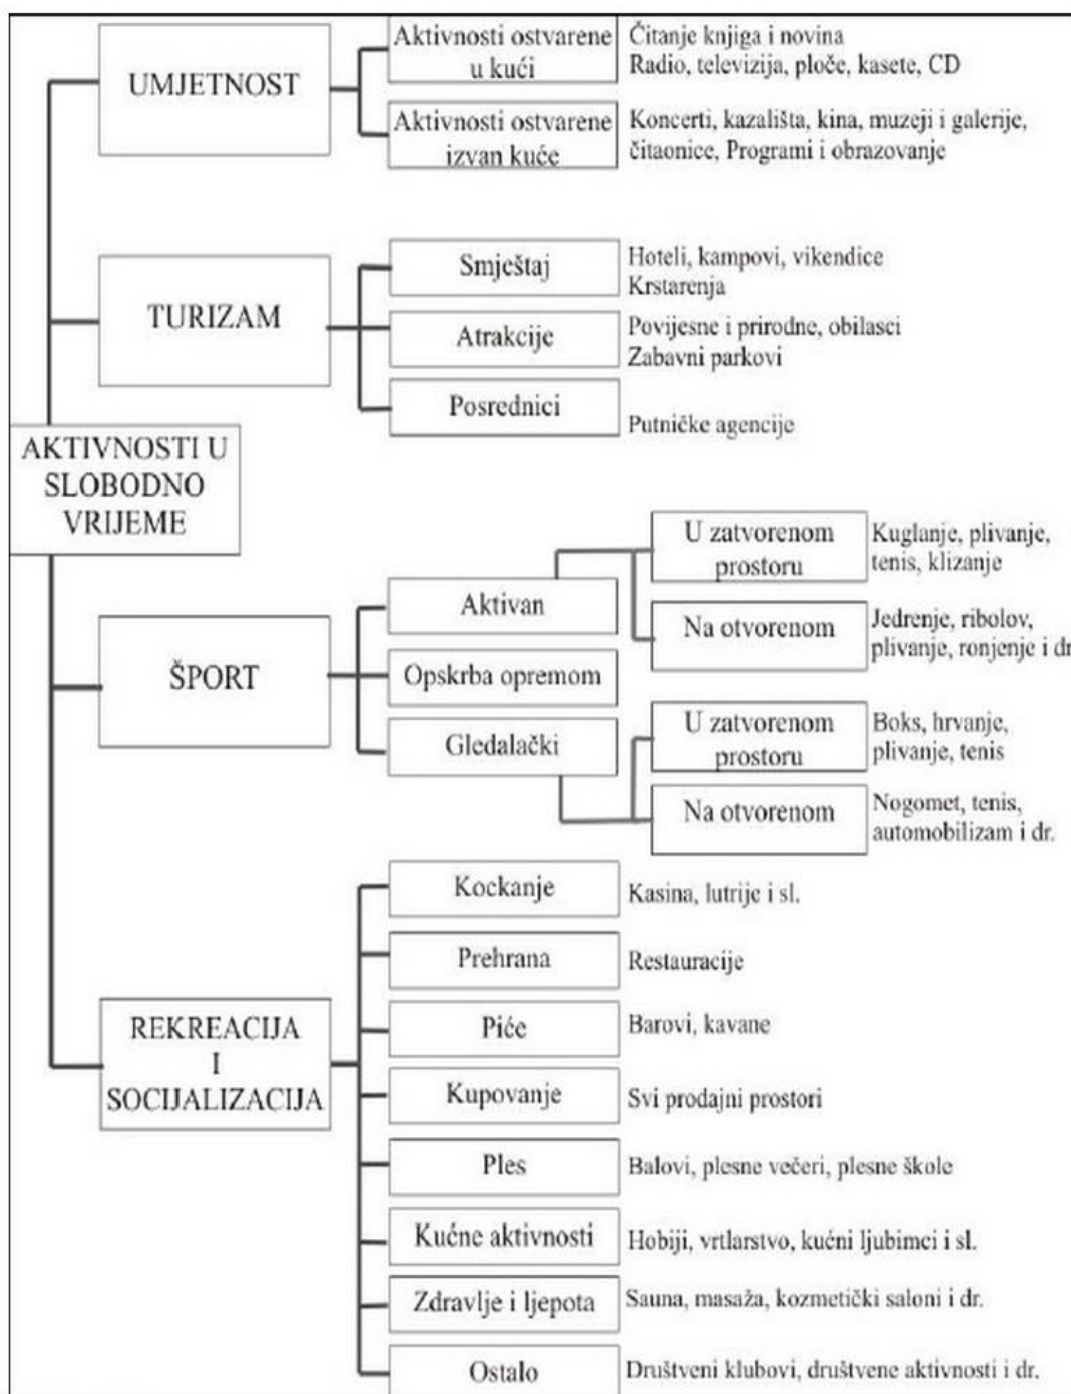 UMJETNOST
Aktivnosti ostvarene
u kući
Čitanje knjiga i novina
Radio, televizija, ploče, kasete, CD
Aktivnosti ostvarene
izvan kuće
Koncerti, kazališta, kina, muzeji i galerije,
čitaonice, Programi i obrazovanje
TURIZAM
Smještaj
Hoteli, kampovi, vikendice
Krstarenja
Atrakcije
Povijesne i prirodne, obilasci
Zabavni parkovi
Posrednici
Putničke agencije
AKTIVNOSTI U
SLOBODNO
VRIJEME
ŠPORT
Aktivan
U zatvorenom
prostoru
Kuglanje, plivanje,
tenis, klizanje
Na otvorenom
Jedrenje, ribolov,
plivanje, ronjenje i dr
Opskrba opremom
Gledalački
U zatvorenom
prostoru
Boks, hrvanje,
plivanje, tenis
Na otvorenom
Nogomet, tenis,
automobilizam i dr.
REKREACIJA
I
SOCIJALIZACIJA
Kockanje
Kasina, lutrije i sl.
Prehrana
Restauracije
Piće
Barovi, kavane
Kupovanje
Svi prodajni prostori
Ples
Balovi, plesne večeri, plesne škole
Kućne aktivnosti
Hobiji, vrtlarstvo, kućni ljubimci i sl.
Zdravlje i ljepota
Sauna, masaža, kozmetički saloni i dr.
Ostalo
Društveni klubovi, društvene aktivnosti i dr.